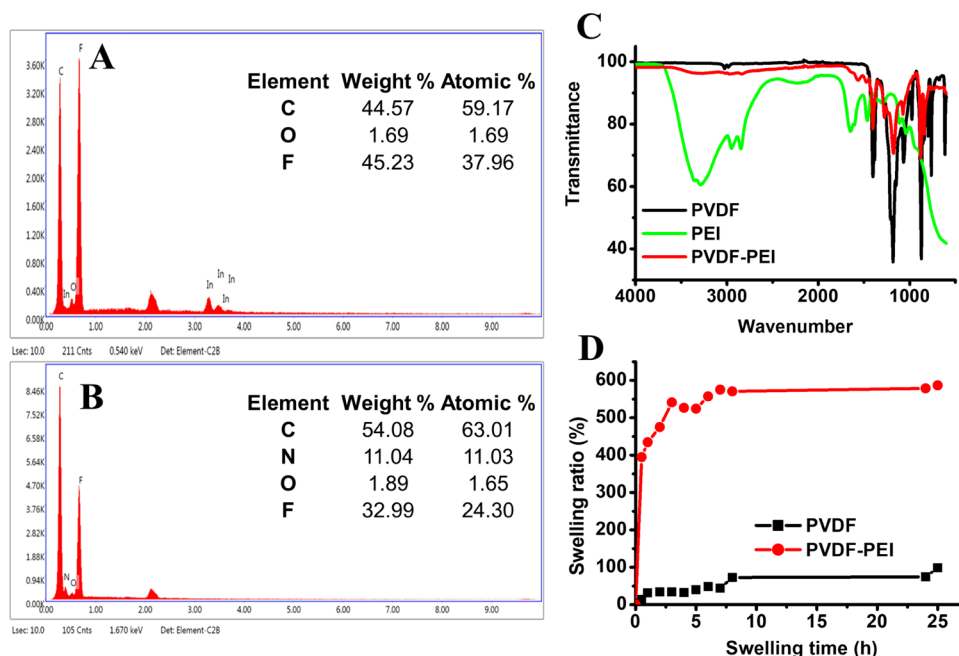 A
3.60K
3.20K
2.80K
2.40K
2.00K
1.60K
1.20K
0.80K
0.40K
0.00K
C
F
In
O
In
In
In
In
Element Weight % Atomic %
C 44.57 59.17
O 1.69 1.69
F 45.23 37.96
0.00 1.00 2.00 3.00 4.00 5.00 6.00 7.00 8.00 9.00
Lsec: 10.0 211 Cnts 0.540 keV Det: Element-C2B
B
8.46K
7.52K
6.58K
5.64K
4.70K
3.76K
2.82K
1.88K
0.94K
0.00K
C
F
N
O
Element Weight % Atomic %
C 54.08 63.01
N 11.04 11.03
O 1.89 1.65
F 32.99 24.30
0.00 1.00 2.00 3.00 4.00 5.00 6.00 7.00 8.00 9.00
Lsec: 10.0 105 Cnts 1.670 keV Det: Element-C2B
C
Transmittance
100
80
60
40
PVDF
PEI
PVDF-PEI
4000 3000 2000 1000
Wavenumber
D
Swelling ratio (%)
600
500
400
300
200
100
0
PVDF
PVDF-PEI
0 5 10 15 20 25
Swelling time (h)